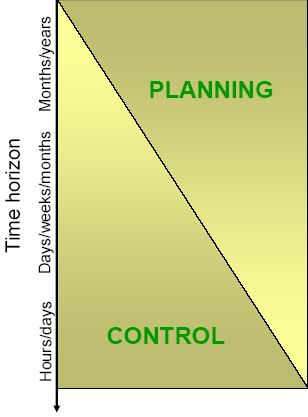 Time horizon
Months/years
Days/weeks/months
Hours/days
PLANNING
CONTROL